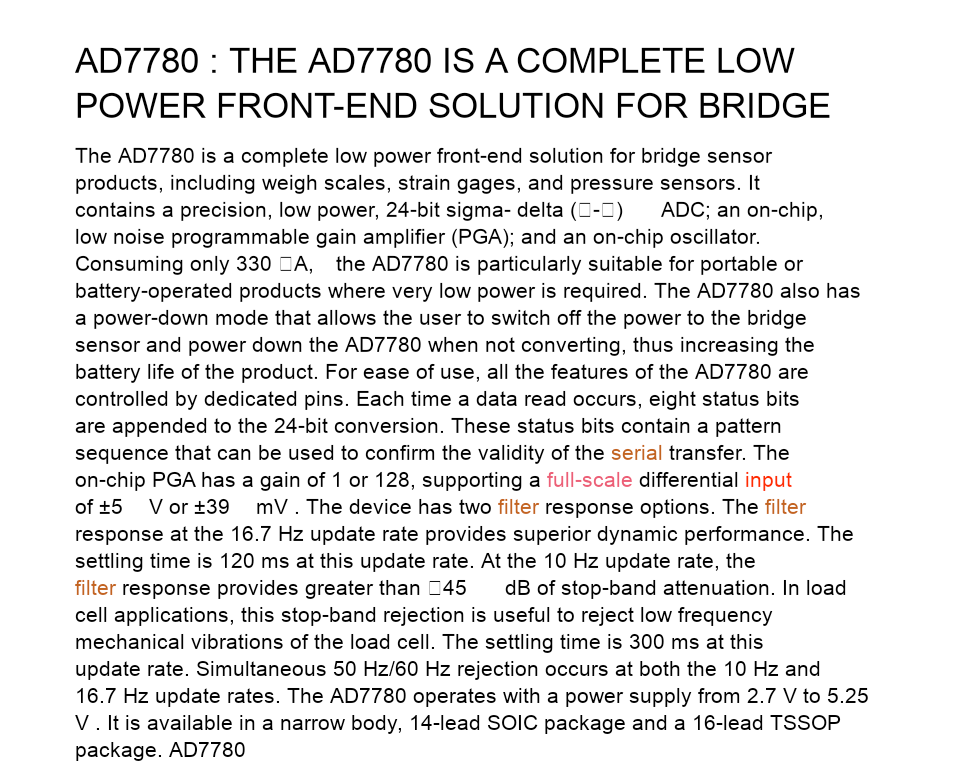 AD7780 : THE AD7780 IS A COMPLETE LOW
POWER FRONT-END SOLUTION FOR BRIDGE
The AD7780 is a complete low power front-end solution for bridge sensor
products, including weigh scales, strain gages, and pressure sensors. It
contains a precision, low power, 24-bit sigma- delta (□-□) ADC; an on-chip,
low noise programmable gain amplifier (PGA); and an on-chip oscillator.
Consuming only 330 □A, the AD7780 is particularly suitable for portable or
battery-operated products where very low power is required. The AD7780 also has
a power-down mode that allows the user to switch off the power to the bridge
sensor and power down the AD7780 when not converting, thus increasing the
battery life of the product. For ease of use, all the features of the AD7780 are
controlled by dedicated pins. Each time a data read occurs, eight status bits
are appended to the 24-bit conversion. These status bits contain a pattern
sequence that can be used to confirm the validity of the serial transfer. The
on-chip PGA has a gain of 1 or 128, supporting a full-scale differential input
of ±5 V or ±39 mV . The device has two filter response options. The filter
response at the 16.7 Hz update rate provides superior dynamic performance. The
settling time is 120 ms at this update rate. At the 10 Hz update rate, the
filter response provides greater than □45 dB of stop-band attenuation. In load
cell applications, this stop-band rejection is useful to reject low frequency
mechanical vibrations of the load cell. The settling time is 300 ms at this
update rate. Simultaneous 50 Hz/60 Hz rejection occurs at both the 10 Hz and
16.7 Hz update rates. The AD7780 operates with a power supply from 2.7 V to 5.25
V . It is available in a narrow body, 14-lead SOIC package and a 16-lead TSSOP
package. AD7780